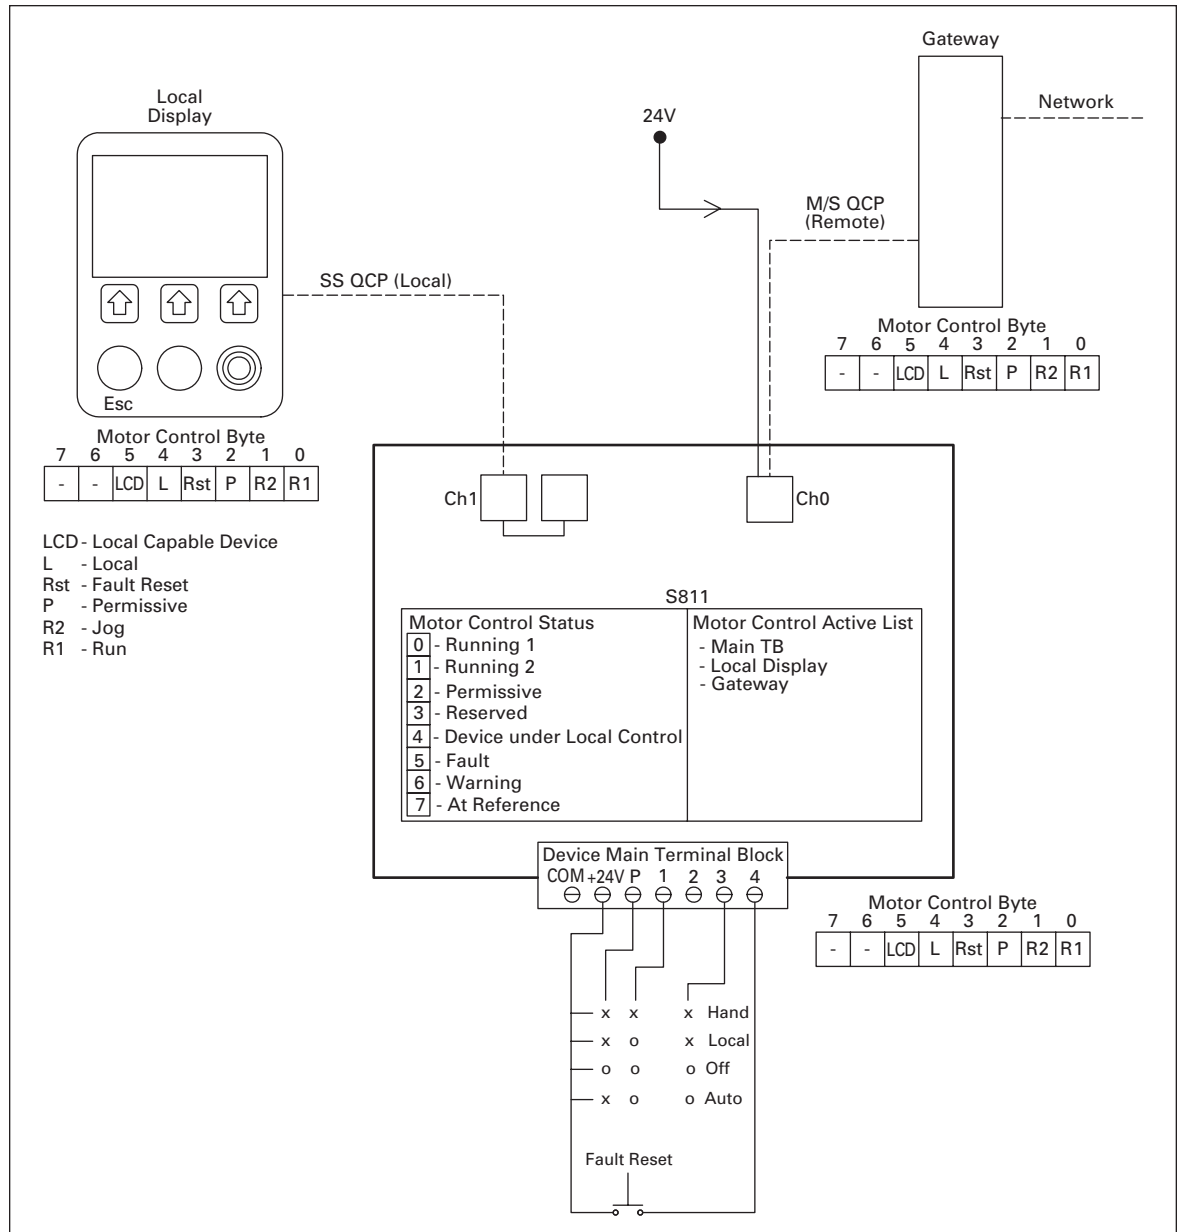 Gateway
Network
Local
Display
24V
M/S QCP
(Remote)
SS QCP (Local)
Motor Control Byte
7 6 5 4 3 2 1 0
- - LCD L Rst P R2 R1
Esc
Motor Control Byte
7 6 5 4 3 2 1 0
- - LCD L Rst P R2 R1
LCD - Local Capable Device
L - Local
Rst - Fault Reset
P - Permissive
R2 - Jog
R1 - Run
Ch1
Ch0
S811
Motor Control Status
0 - Running 1
1 - Running 2
2 - Permissive
3 - Reserved
4 - Device under Local Control
5 - Fault
6 - Warning
7 - At Reference
Motor Control Active List
- Main TB
- Local Display
- Gateway
Device Main Terminal Block
COM +24V P 1 2 3 4
Motor Control Byte
7 6 5 4 3 2 1 0
- - LCD L Rst P R2 R1
x x x Hand
x o x Local
o o o Off
x o o Auto
Fault Reset